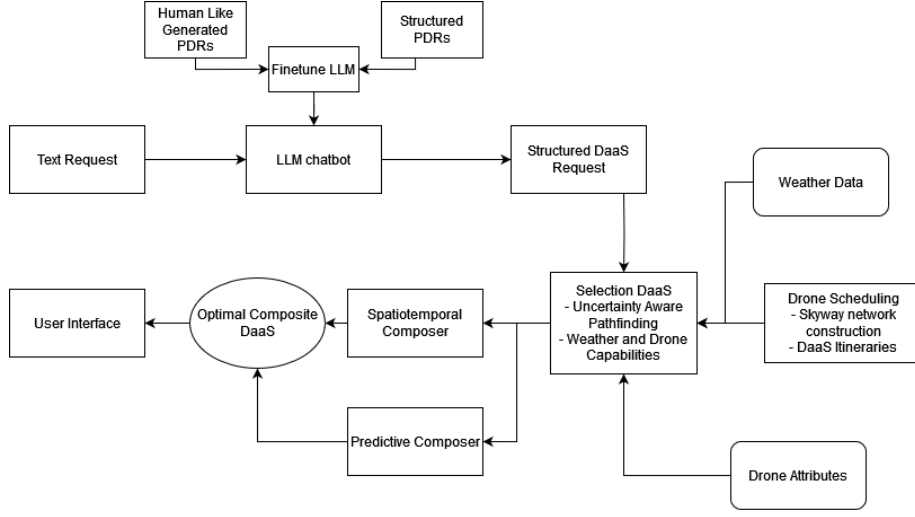 Human Like
Generated
PDRs
Structured
PDRs
Finetune LLM
Text Request
LLM chatbot
Structured DaaS
Request
Weather Data
User Interface
Optimal Composite
DaaS
Spatiotemporal
Composer
Selection DaaS
- Uncertainty Aware
Pathfinding
- Weather and Drone
Capabilities
Drone Scheduling
- Skyway network
construction
- DaaS Itineraries
Predictive Composer
Drone Attributes